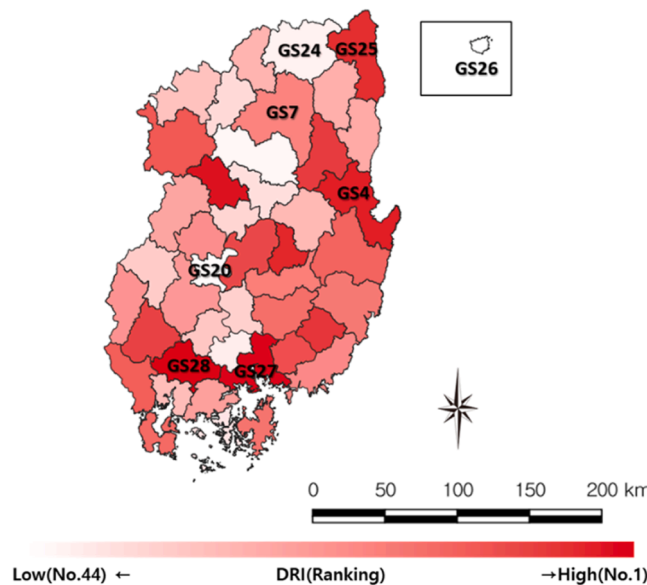 GS24 GS25
GS26
GS7
GS4
GS20
GS28 GS27
0 50 100 150 200 km
Low(No.44) ← DRI(Ranking) →High(No.1)